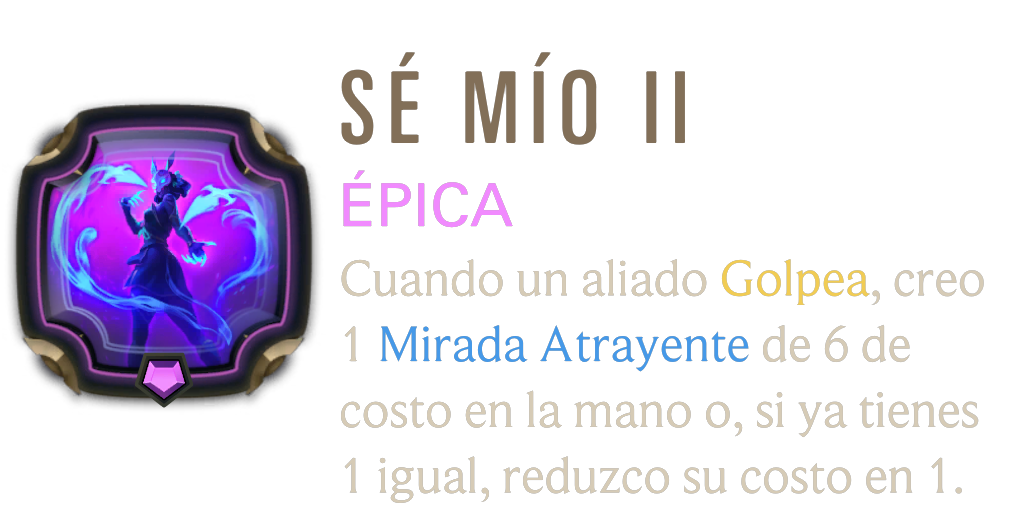 SÉ MÍO II
ÉPICA
Cuando un aliado Golpea, creo
1 Mirada Atrayente de 6 de
costo en la mano o, si ya tienes
1 igual, reduzco su costo en 1.